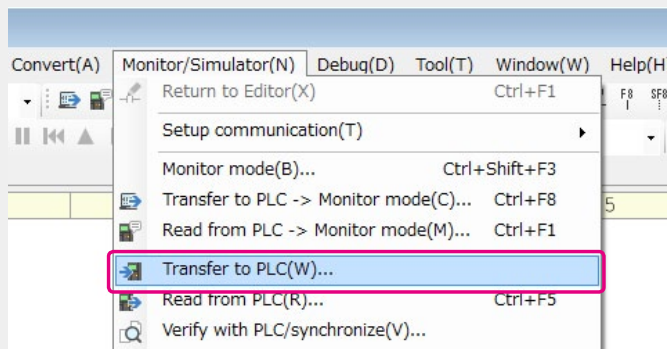 Convert(A) Monitor/Simulator(N) Debug(D) Tool(T) Window(W) Help(H
Return to Editor(X) Ctrl+F1
F8 SF8
Setup communication(T)
Monitor mode(B)... Ctrl+Shift+F3
Transfer to PLC -> Monitor mode(C)... Ctrl+F8
5
Read from PLC -> Monitor mode(M)... Ctrl+F1
Transfer to PLC(W)...
Read from PLC(R)... Ctrl+F5
Verify with PLC/synchronize(V)...